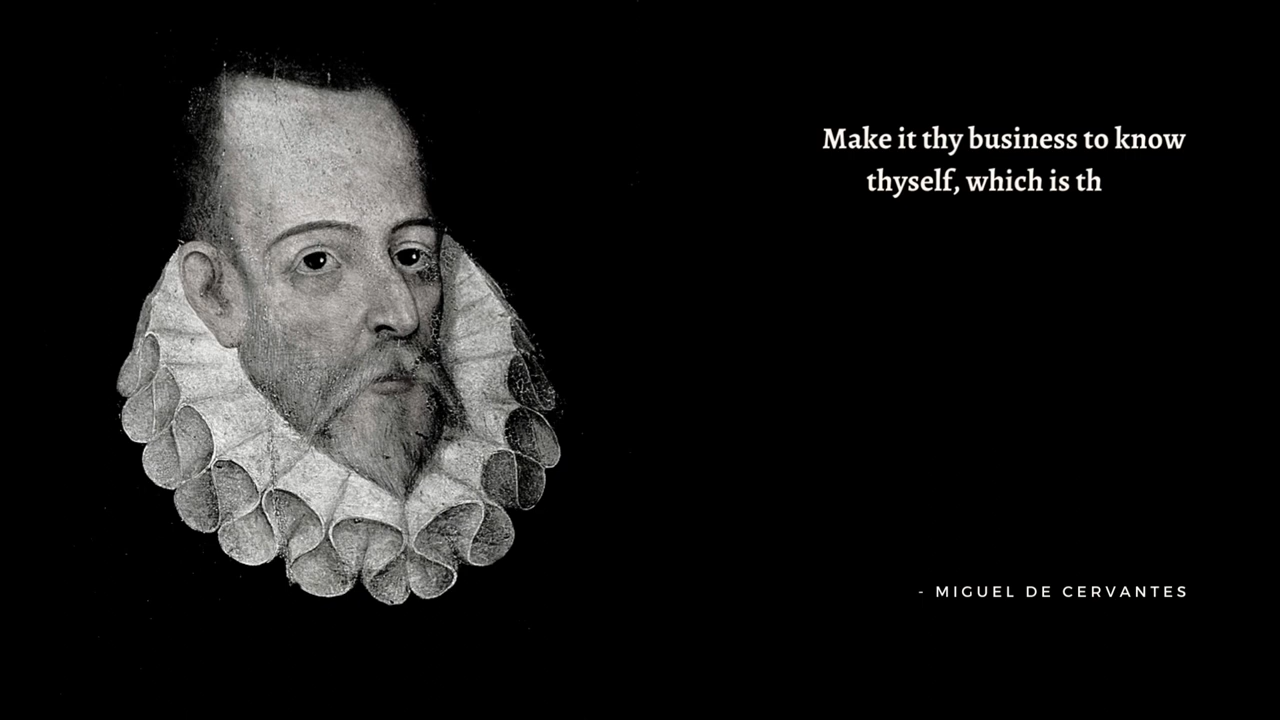 Make it thy business to know
thyself, which is th
- MIGUEL DE CERVANTES